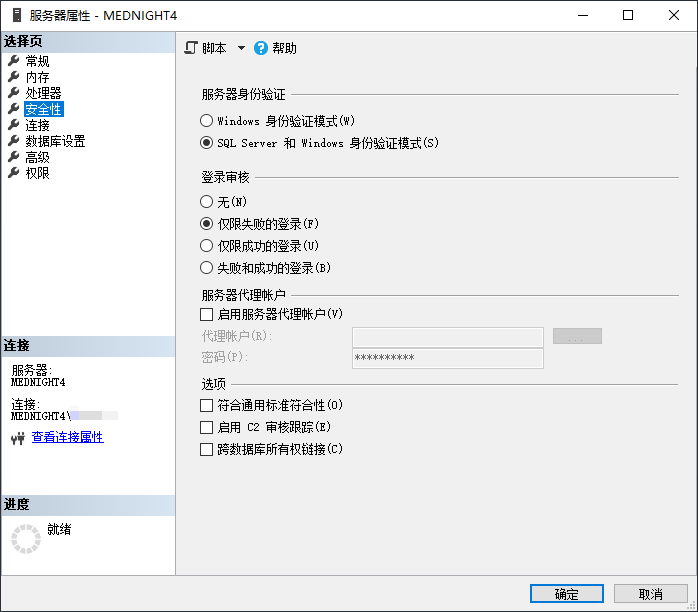 服务器属性 - MEDNIGHT4
选择页
常规
内存
处理器
安全性
连接
数据库设置
高级
权限
脚本
帮助
服务器身份验证
Windows 身份验证模式(W)
SQL Server 和 Windows 身份验证模式(S)
登录审核
无(N)
仅限失败的登录(F)
仅限成功的登录(U)
失败和成功的登录(B)
服务器代理帐户
启用服务器代理帐户(V)
代理帐户(R):
...
密码(P):
**********
选项
符合通用标准符合性(O)
启用 C2 审核跟踪(E)
跨数据库所有权链接(C)
连接
服务器:
MEDNIGHT4
连接:
MEDNIGHT4\
查看连接属性
进度
就绪
确定
取消